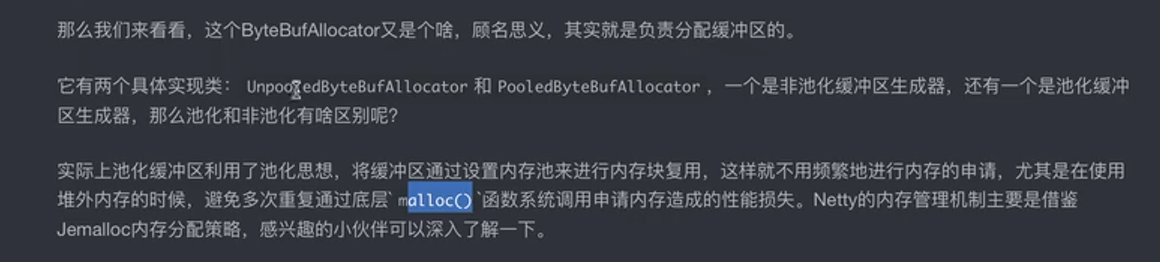 那么我们来看看，这个ByteBufAllocator又是个啥，顾名思义，其实就是负责分配缓冲区的。
它有两个具体实现类： UnpooledByteBufAllocator 和 PooledByteBufAllocator ，一个是非池化缓冲区生成器，还有一个是池化缓冲
区生成器，那么池化和非池化有啥区别呢？
实际上池化缓冲区利用了池化思想，将缓冲区通过设置内存池来进行内存块复用，这样就不用频繁地进行内存的申请，尤其是在使用
堆外内存的时候，避免多次重复通过底层`malloc()`函数系统调用申请内存造成的性能损失。Netty的内存管理机制主要是借鉴
Jemalloc内存分配策略，感兴趣的小伙伴可以深入了解一下。